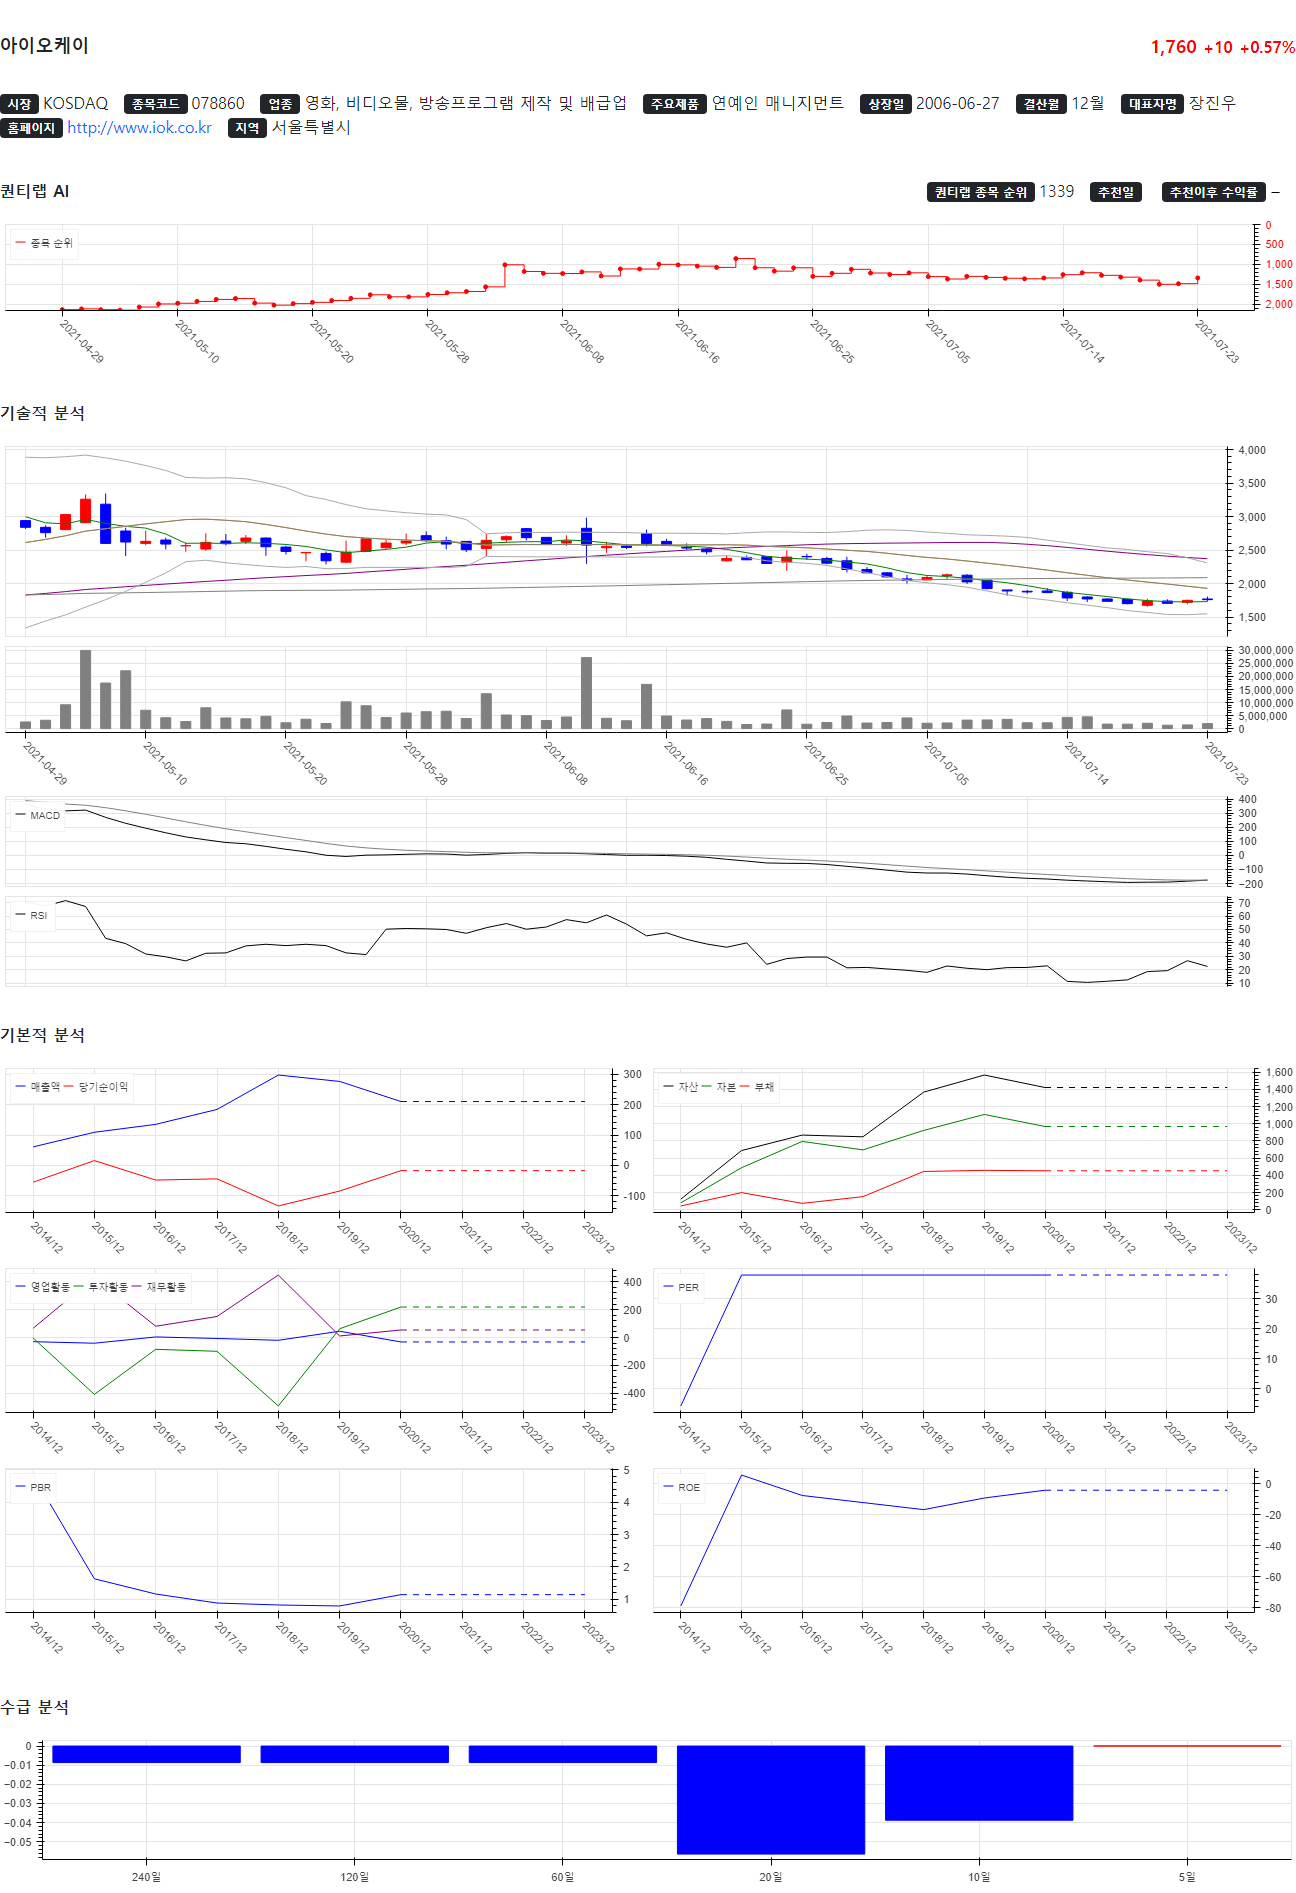 아이오케이
1,760 +10 +0.57%
시장 KOSDAQ 종목코드 078860 업종 영화, 비디오물, 방송프로그램 제작 및 배급업 주요제품 연예인 매니지먼트 상장일 2006-06-27 결산월 12월 대표자명 장진우
홈페이지 http://www.iok.co.kr 지역 서울특별시
퀀티랩 AI
퀀티랩 종목 순위 1339 추천일 추천이후 수익률 –
종목 순위
0
500
1,000
1,500
2,000
2021-04-29 2021-05-10 2021-05-20 2021-05-28 2021-06-08 2021-06-16 2021-06-25 2021-07-05 2021-07-14 2021-07-23
기술적 분석
4,000
3,500
3,000
2,500
2,000
1,500
30,000,000
25,000,000
20,000,000
15,000,000
10,000,000
5,000,000
0
2021-04-29 2021-05-10 2021-05-20 2021-05-28 2021-06-08 2021-06-16 2021-06-25 2021-07-05 2021-07-14 2021-07-23
MACD
400
300
200
100
0
−100
−200
RSI
70
60
50
40
30
20
10
기본적 분석
매출액 당기순이익
300
200
100
0
-100
2014/12 2015/12 2016/12 2017/12 2018/12 2019/12 2020/12 2021/12 2022/12 2023/12
자산 자본 부채
1,600
1,400
1,200
1,000
800
600
400
200
0
2014/12 2015/12 2016/12 2017/12 2018/12 2019/12 2020/12 2021/12 2022/12 2023/12
영업활동 투자활동 재무활동
400
200
0
-200
-400
2014/12 2015/12 2016/12 2017/12 2018/12 2019/12 2020/12 2021/12 2022/12 2023/12
PER
30
20
10
0
2014/12 2015/12 2016/12 2017/12 2018/12 2019/12 2020/12 2021/12 2022/12 2023/12
PBR
5
4
3
2
1
2014/12 2015/12 2016/12 2017/12 2018/12 2019/12 2020/12 2021/12 2022/12 2023/12
ROE
0
-20
-40
-60
-80
2014/12 2015/12 2016/12 2017/12 2018/12 2019/12 2020/12 2021/12 2022/12 2023/12
수급 분석
0
−0.01
−0.02
−0.03
−0.04
−0.05
240일 120일 60일 20일 10일 5일